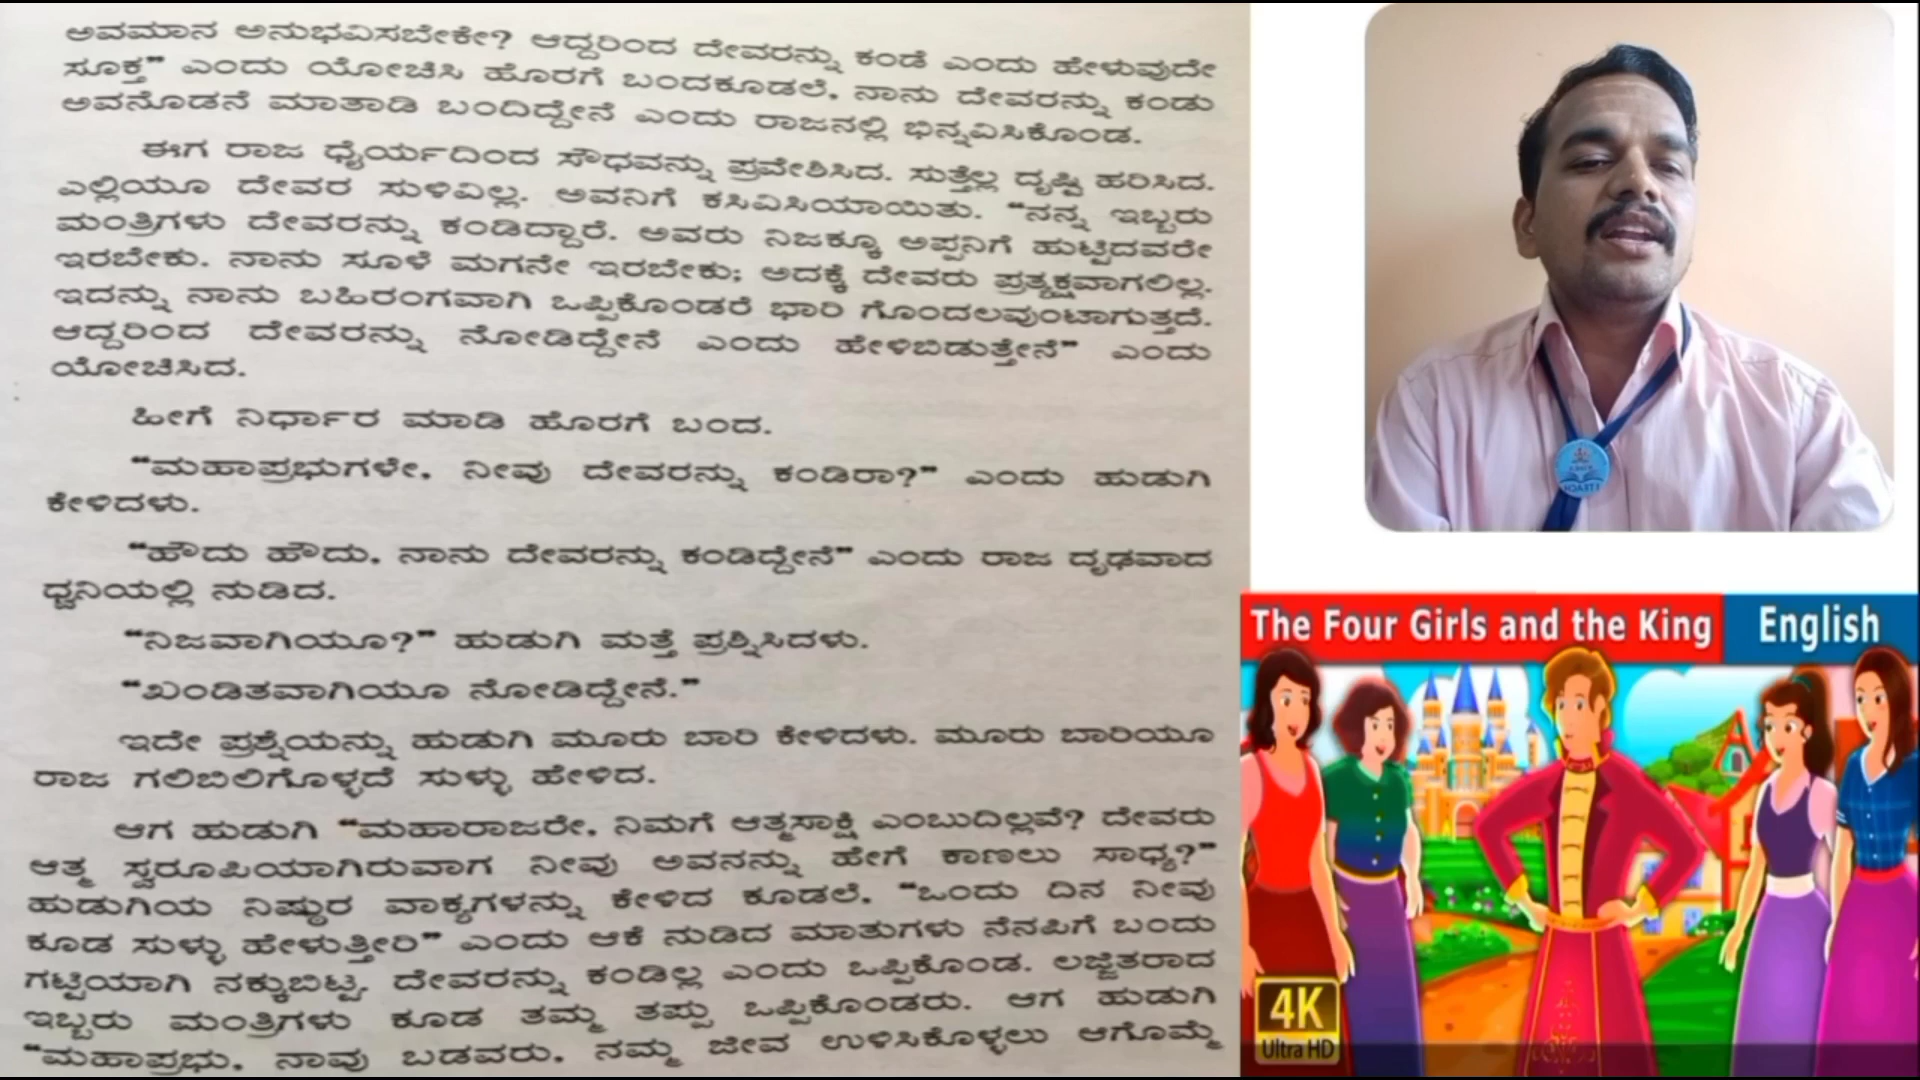 ಅವಮಾನ ಅನುಭವಿಸಬೇಕೇ? ಆದ್ದರಿಂದ ದೇವರನ್ನು ಕಂಡೆ ಎಂದು ಹೇಳುವುದೇ
ಸೂಕ್ತ" ಎಂದು ಯೋಚಿಸಿ ಹೊರಗೆ ಬಂದಕೂಡಲೆ, ನಾನು ದೇವರನ್ನು ಕಂಡು
ಅವನೊಡನೆ ಮಾತಾಡಿ ಬಂದಿದ್ದೇನೆ ಎಂದು ರಾಜನಲ್ಲಿ ಭಿನ್ನವಿಸಿಕೊಂಡ.
ಈಗ ರಾಜ ಧೈರ್ಯದಿಂದ ಸೌಧವನ್ನು ಪ್ರವೇಶಿಸಿದ. ಸುತ್ತೆಲ್ಲ ದೃಷ್ಟಿ ಹರಿಸಿದ.
ಎಲ್ಲಿಯೂ ದೇವರ ಸುಳಿವಿಲ್ಲ. ಅವನಿಗೆ ಕಸಿವಿಸಿಯಾಯಿತು. "ನನ್ನ ಇಬ್ಬರು
ಮಂತ್ರಿಗಳು ದೇವರನ್ನು ಕಂಡಿದ್ದಾರೆ. ಅವರು ನಿಜಕ್ಕೂ ಅಪ್ಪನಿಗೆ ಹುಟ್ಟಿದವರೇ
ಇರಬೇಕು. ನಾನು ಸೂಳೆ ಮಗನೇ ಇರಬೇಕು; ಅದಕ್ಕೆ ದೇವರು ಪ್ರತ್ಯಕ್ಷವಾಗಲಿಲ್ಲ.
ಇದನ್ನು ನಾನು ಬಹಿರಂಗವಾಗಿ ಒಪ್ಪಿಕೊಂಡರೆ ಭಾರಿ ಗೊಂದಲವುಂಟಾಗುತ್ತದೆ.
ಆದ್ದರಿಂದ ದೇವರನ್ನು ನೋಡಿದ್ದೇನೆ ಎಂದು ಹೇಳಿಬಿಡುತ್ತೇನೆ" ಎಂದು
ಯೋಚಿಸಿದ.
ಹೀಗೆ ನಿರ್ಧಾರ ಮಾಡಿ ಹೊರಗೆ ಬಂದ.
"ಮಹಾಪ್ರಭುಗಳೇ, ನೀವು ದೇವರನ್ನು ಕಂಡಿರಾ?" ಎಂದು ಹುಡುಗಿ
ಕೇಳಿದಳು.
"ಹೌದು ಹೌದು, ನಾನು ದೇವರನ್ನು ಕಂಡಿದ್ದೇನೆ" ಎಂದು ರಾಜ ದೃಢವಾದ
ಧ್ವನಿಯಲ್ಲಿ ನುಡಿದ.
"ನಿಜವಾಗಿಯೂ?" ಹುಡುಗಿ ಮತ್ತೆ ಪ್ರಶ್ನಿಸಿದಳು.
"ಖಂಡಿತವಾಗಿಯೂ ನೋಡಿದ್ದೇನೆ."
ಇದೇ ಪ್ರಶ್ನೆಯನ್ನು ಹುಡುಗಿ ಮೂರು ಬಾರಿ ಕೇಳಿದಳು. ಮೂರು ಬಾರಿಯೂ
ರಾಜ ಗಲಿಬಿಲಿಗೊಳ್ಳದೆ ಸುಳ್ಳು ಹೇಳಿದ.
ಆಗ ಹುಡುಗಿ "ಮಹಾರಾಜರೇ, ನಿಮಗೆ ಆತ್ಮಸಾಕ್ಷಿ ಎಂಬುದಿಲ್ಲವೆ? ದೇವರು
ಆತ್ಮ ಸ್ವರೂಪಿಯಾಗಿರುವಾಗ ನೀವು ಅವನನ್ನು ಹೇಗೆ ಕಾಣಲು ಸಾಧ್ಯ?"
ಹುಡುಗಿಯ ನಿಷ್ಠುರ ವಾಕ್ಯಗಳನ್ನು ಕೇಳಿದ ಕೂಡಲೆ, "ಒಂದು ದಿನ ನೀವು
ಕೂಡ ಸುಳ್ಳು ಹೇಳುತ್ತೀರಿ" ಎಂದು ಆಕೆ ನುಡಿದ ಮಾತುಗಳು ನೆನಪಿಗೆ ಬಂದು
ಗಟ್ಟಿಯಾಗಿ ನಕ್ಕುಬಿಟ್ಟ. ದೇವರನ್ನು ಕಂಡಿಲ್ಲ ಎಂದು ಒಪ್ಪಿಕೊಂಡ. ಲಜ್ಜಿತರಾದ
ಇಬ್ಬರು ಮಂತ್ರಿಗಳು ಕೂಡ ತಮ್ಮ ತಪ್ಪು ಒಪ್ಪಿಕೊಂಡರು. ಆಗ ಹುಡುಗಿ
"ಮಹಾಪ್ರಭು, ನಾವು ಬಡವರು. ನಮ್ಮ ಜೀವ ಉಳಿಸಿಕೊಳ್ಳಲು ಆಗೊಮ್ಮೆ
The Four Girls and the King
English
4K
Ultra HD